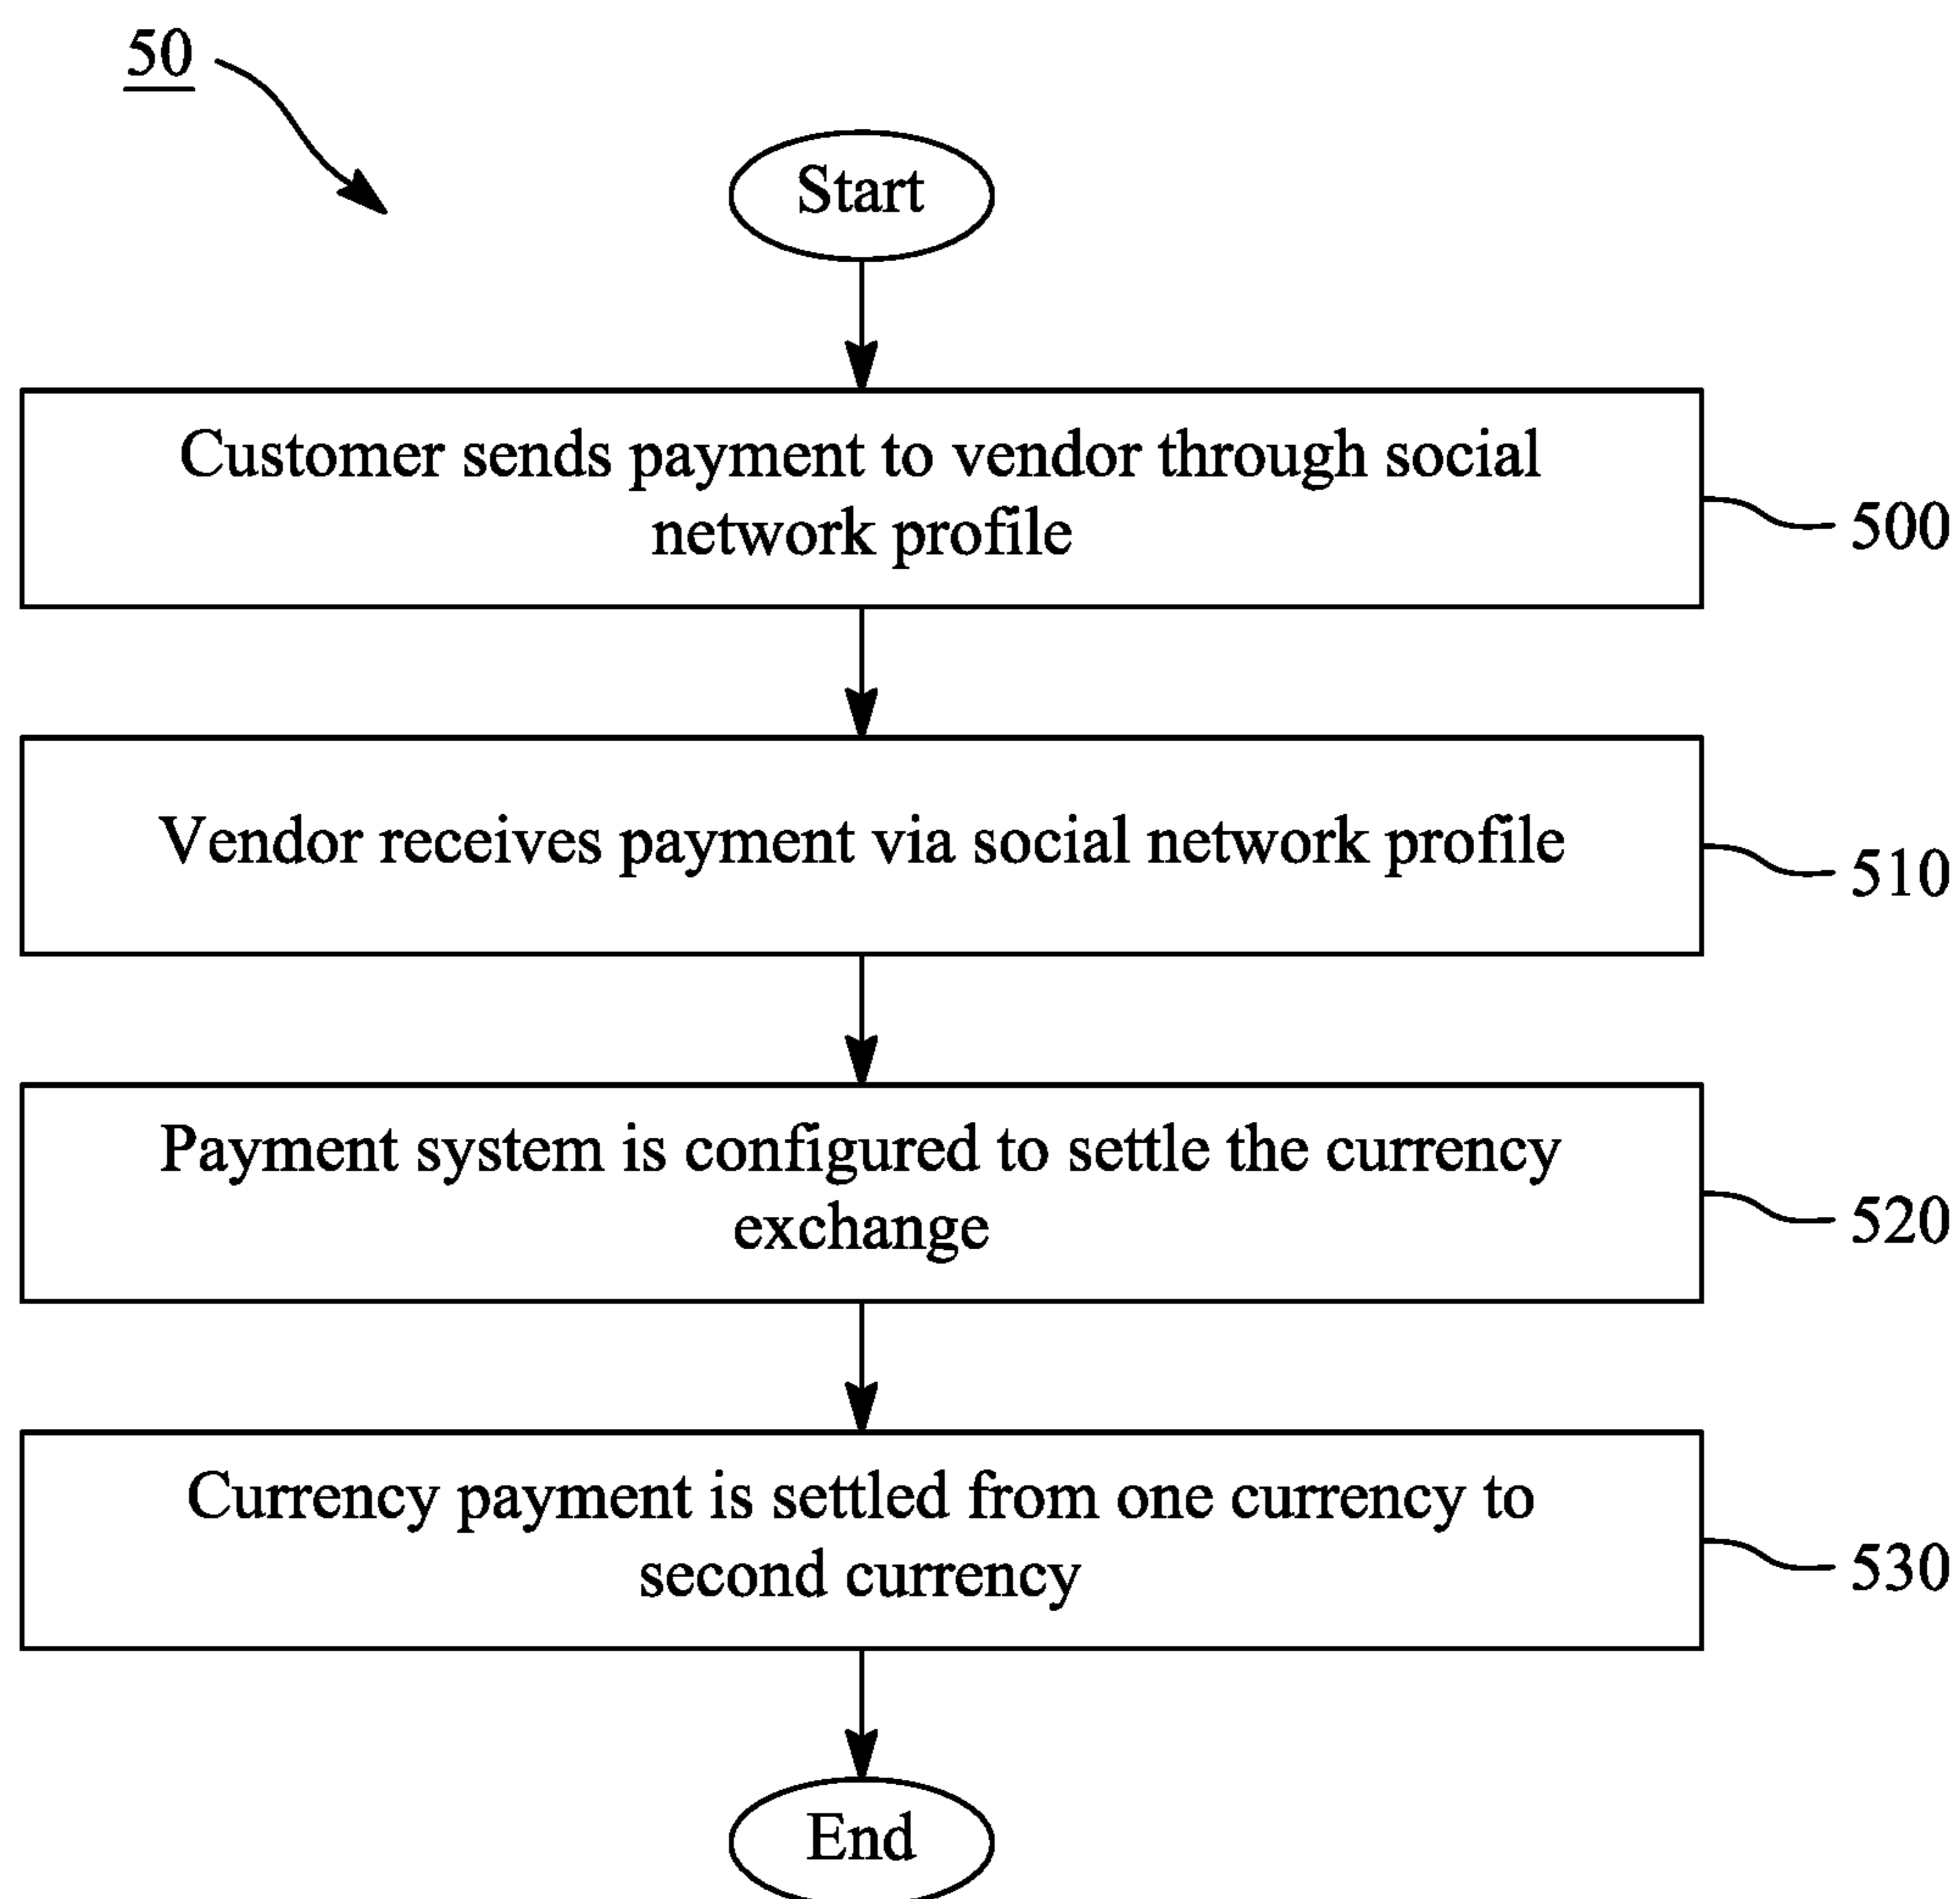 50
Start
Customer sends payment to vendor through social
network profile
500
Vendor receives payment via social network profile
510
Payment system is configured to settle the currency
exchange
520
Currency payment is settled from one currency to
second currency
530
End